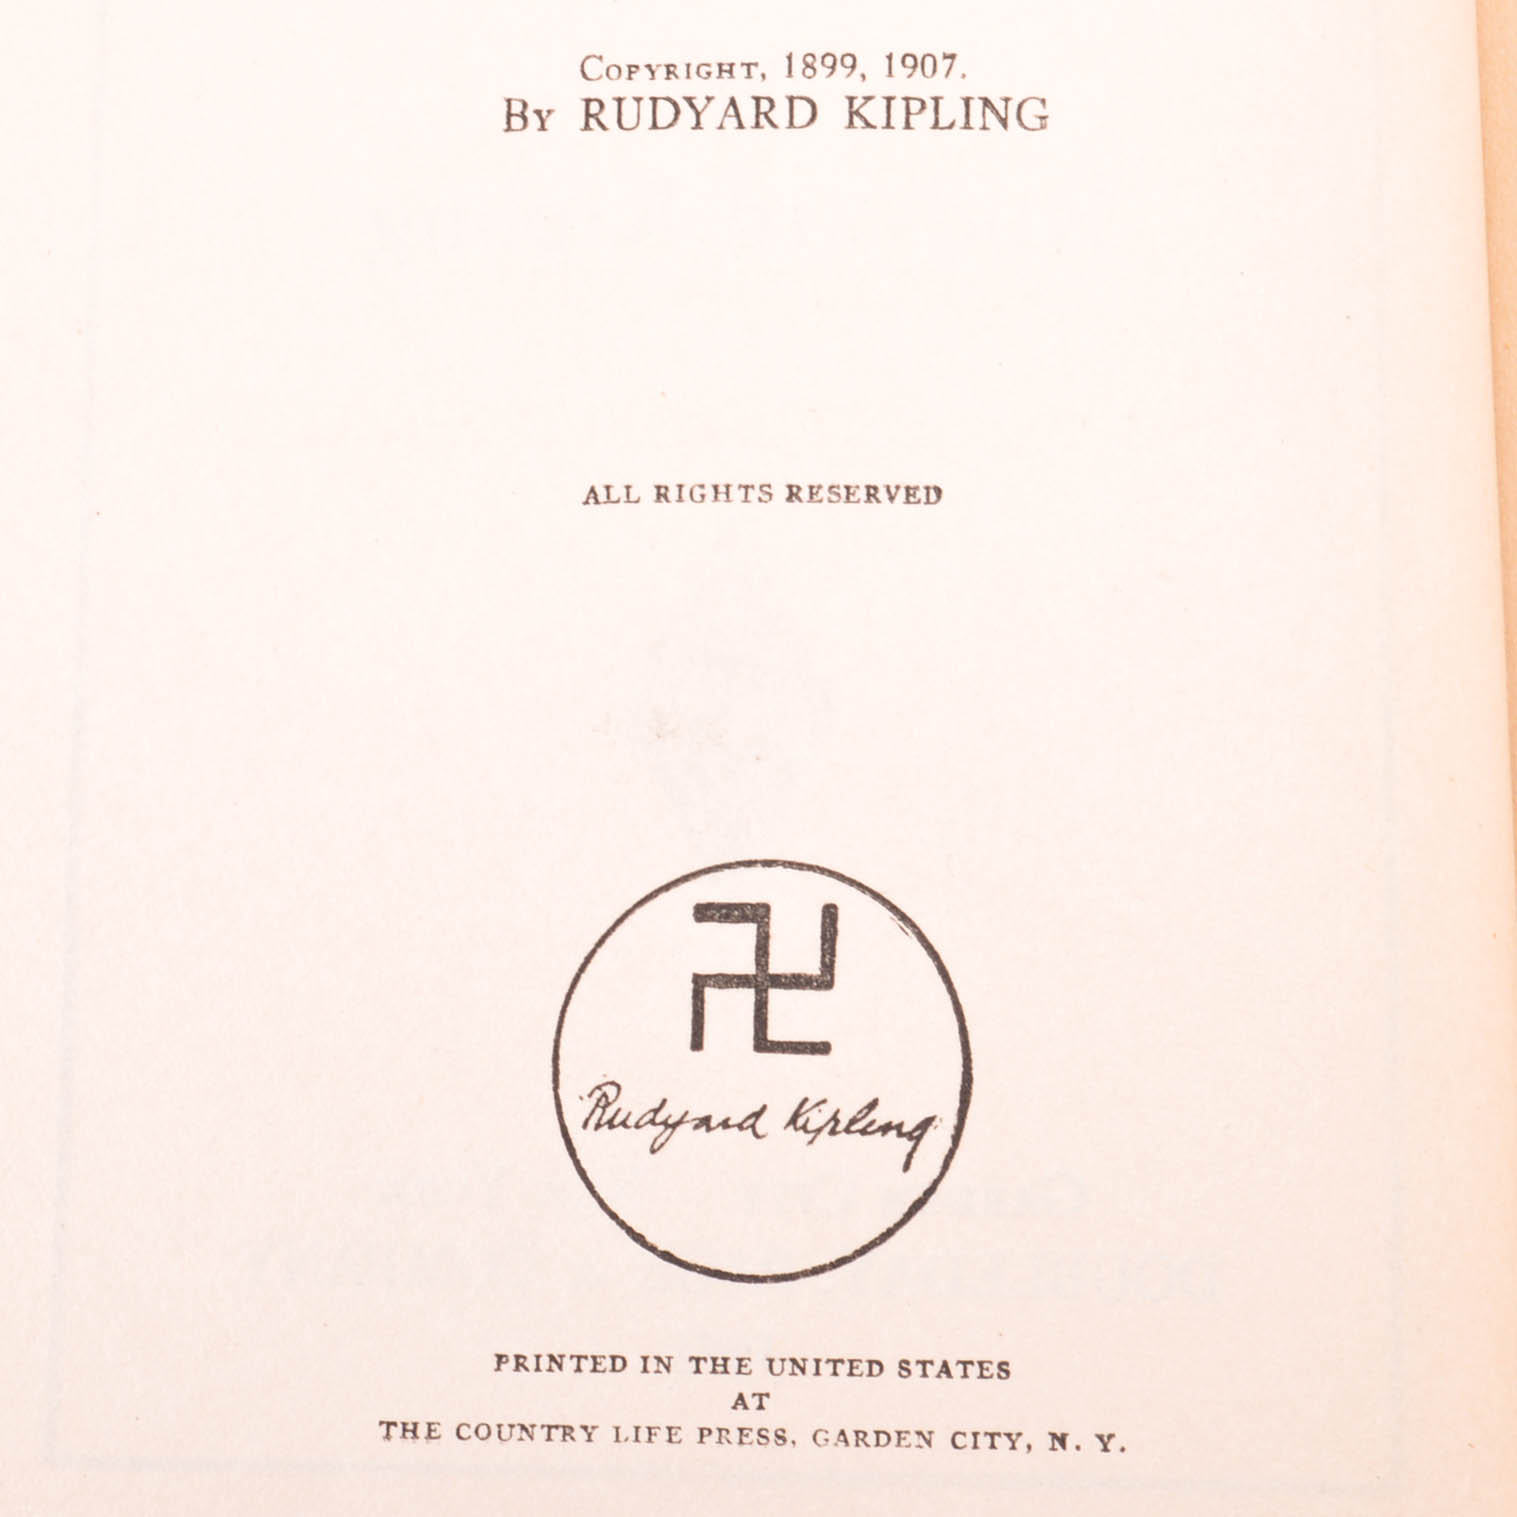 COPYRIGHT, 1899, 1907.
BY RUDYARD KIPLING
ALL RIGHTS RESERVED
Rudyard Kipling
PRINTED IN THE UNITED STATES
AT
THE COUNTRY LIFE PRESS, GARDEN CITY, N. Y.